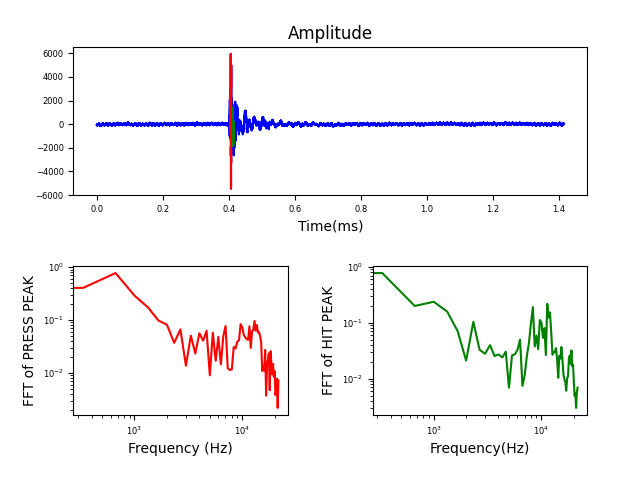 Amplitude
6000
4000
2000
0
−2000
−4000
−6000
0.0 0.2 0.4 0.6 0.8 1.0 1.2 1.4
Time(ms)
FFT of PRESS PEAK
10⁰
10⁻¹
10⁻²
10³ 10⁴
Frequency (Hz)
FFT of HIT PEAK
10⁰
10⁻¹
10⁻²
10³ 10⁴
Frequency(Hz)